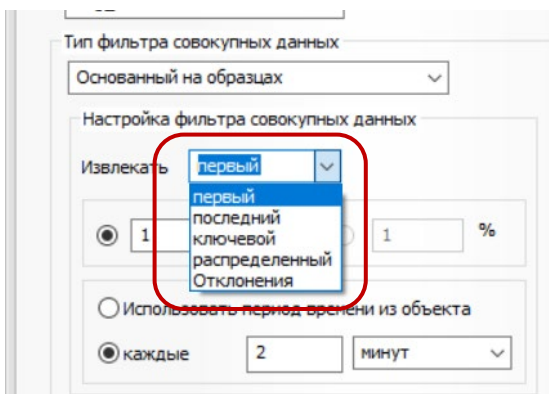 Тип фильтра совокупных данных
Основанный на образцах
Настройка фильтра совокупных данных
Извлекать первый
первый
последний
ключевой
распределенный
Отклонения
1 1 %
Использовать период времени из объекта
каждые 2 минут